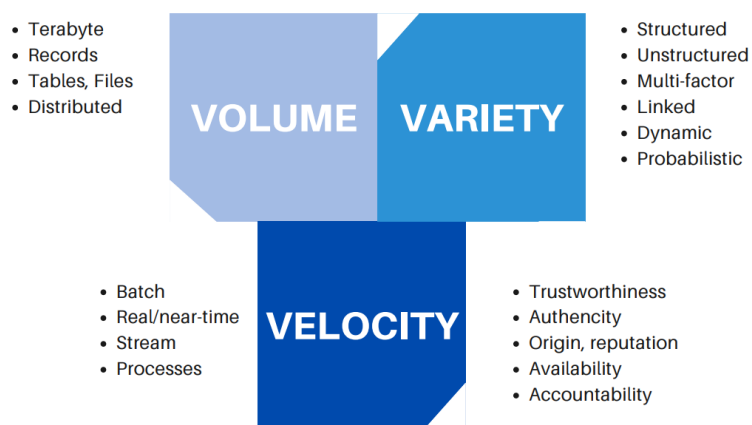 • Terabyte
• Records
• Tables, Files
• Distributed
VOLUME
VARIETY
• Structured
• Unstructured
• Multi-factor
• Linked
• Dynamic
• Probabilistic
• Batch
• Real/near-time
• Stream
• Processes
VELOCITY
• Trustworthiness
• Authencity
• Origin, reputation
• Availability
• Accountability